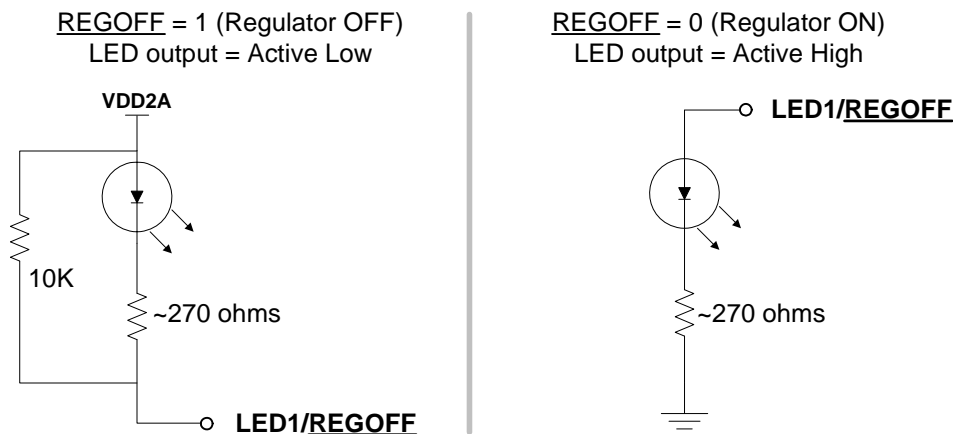 REGOFF = 1 (Regulator OFF)
LED output = Active Low
VDD2A
10K
~270 ohms
LED1/REGOFF
REGOFF = 0 (Regulator ON)
LED output = Active High
LED1/REGOFF
~270 ohms